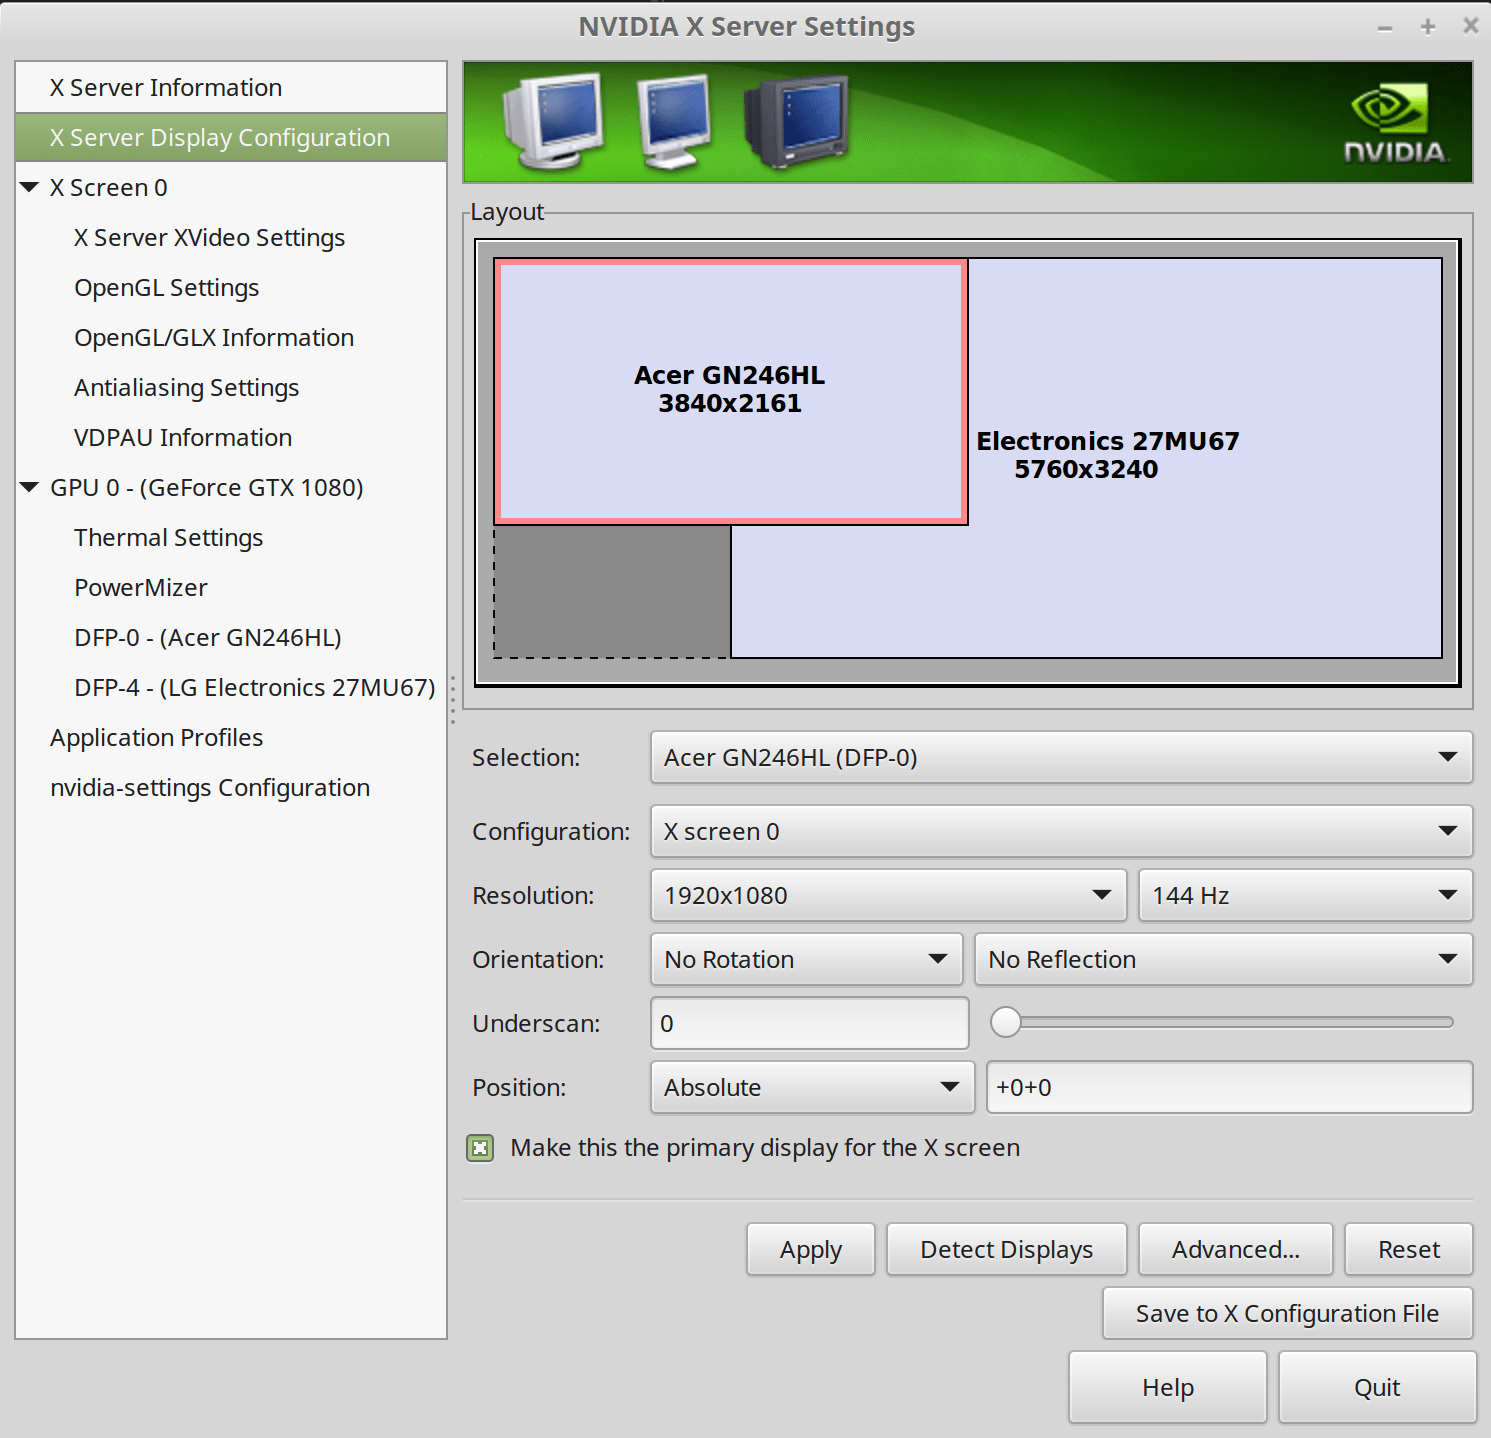 NVIDIA X Server Settings
X Server Information
X Server Display Configuration
X Screen 0
X Server XVideo Settings
OpenGL Settings
OpenGL/GLX Information
Antialiasing Settings
VDPAU Information
GPU 0 - (GeForce GTX 1080)
Thermal Settings
PowerMizer
DFP-0 - (Acer GN246HL)
DFP-4 - (LG Electronics 27MU67)
Application Profiles
nvidia-settings Configuration
NVIDIA
Layout
Acer GN246HL
3840x2161
Electronics 27MU67
5760x3240
Selection: Acer GN246HL (DFP-0)
Configuration: X screen 0
Resolution: 1920x1080 144 Hz
Orientation: No Rotation No Reflection
Underscan: 0
Position: Absolute +0+0
Make this the primary display for the X screen
Apply Detect Displays Advanced... Reset
Save to X Configuration File
Help Quit